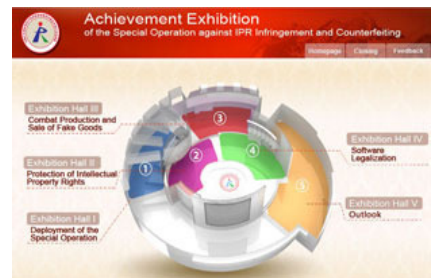 Achievement Exhibition
of the Special Operation against IPR Infringement and Counterfeiting
Homepage Closing Feedback
Exhibition Hall III
Combat Production and
Sale of Fake Goods
Exhibition Hall II
Protection of Intellectual
Property Rights
Exhibition Hall I
Deployment of the
Special Operation
3
1
2
4
5
Exhibition Hall IV
Software
Legalization
Exhibition Hall V
Outlook